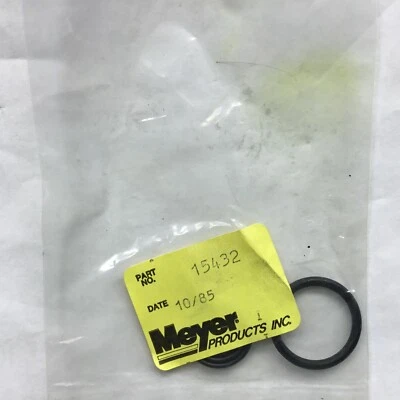 PART NO. 15432
DATE 10/85
Meyer
PRODUCTS INC.